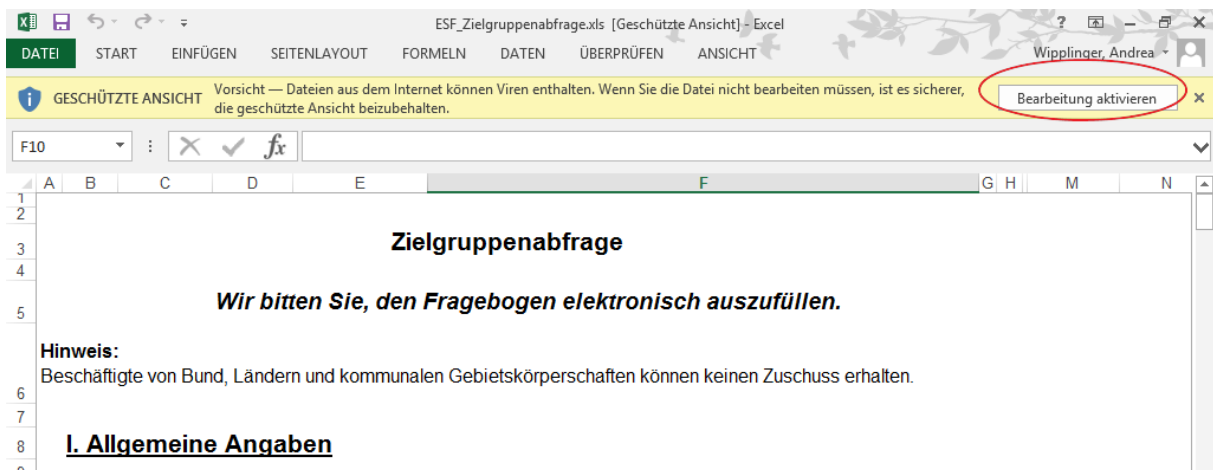 ESF_Zielgruppenabfrage.xls [Geschützte Ansicht] - Excel
?
DATEI START EINFÜGEN SEITENLAYOUT FORMELN DATEN ÜBERPRÜFEN ANSICHT Wipplinger, Andrea
GESCHÜTZTE ANSICHT Vorsicht — Dateien aus dem Internet können Viren enthalten. Wenn Sie die Datei nicht bearbeiten müssen, ist es sicherer,
die geschützte Ansicht beizubehalten.
Bearbeitung aktivieren
F10 fx
A B C D E F G H M N
1
2
3 Zielgruppenabfrage
4
5 Wir bitten Sie, den Fragebogen elektronisch auszufüllen.
Hinweis:
6 Beschäftigte von Bund, Ländern und kommunalen Gebietskörperschaften können keinen Zuschuss erhalten.
7
8 I. Allgemeine Angaben